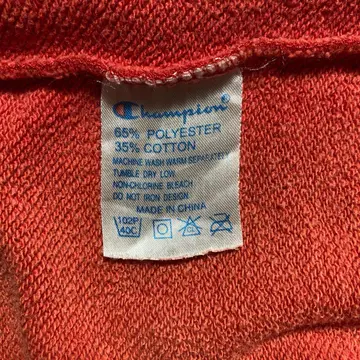 Champion
65% POLYESTER
35% COTTON
MACHINE WASH WARM SEPARATELY
TUMBLE DRY LOW
NON-CHLORINE BLEACH
DO NOT IRON DESIGN
MADE IN CHINA
102P
40C
CL